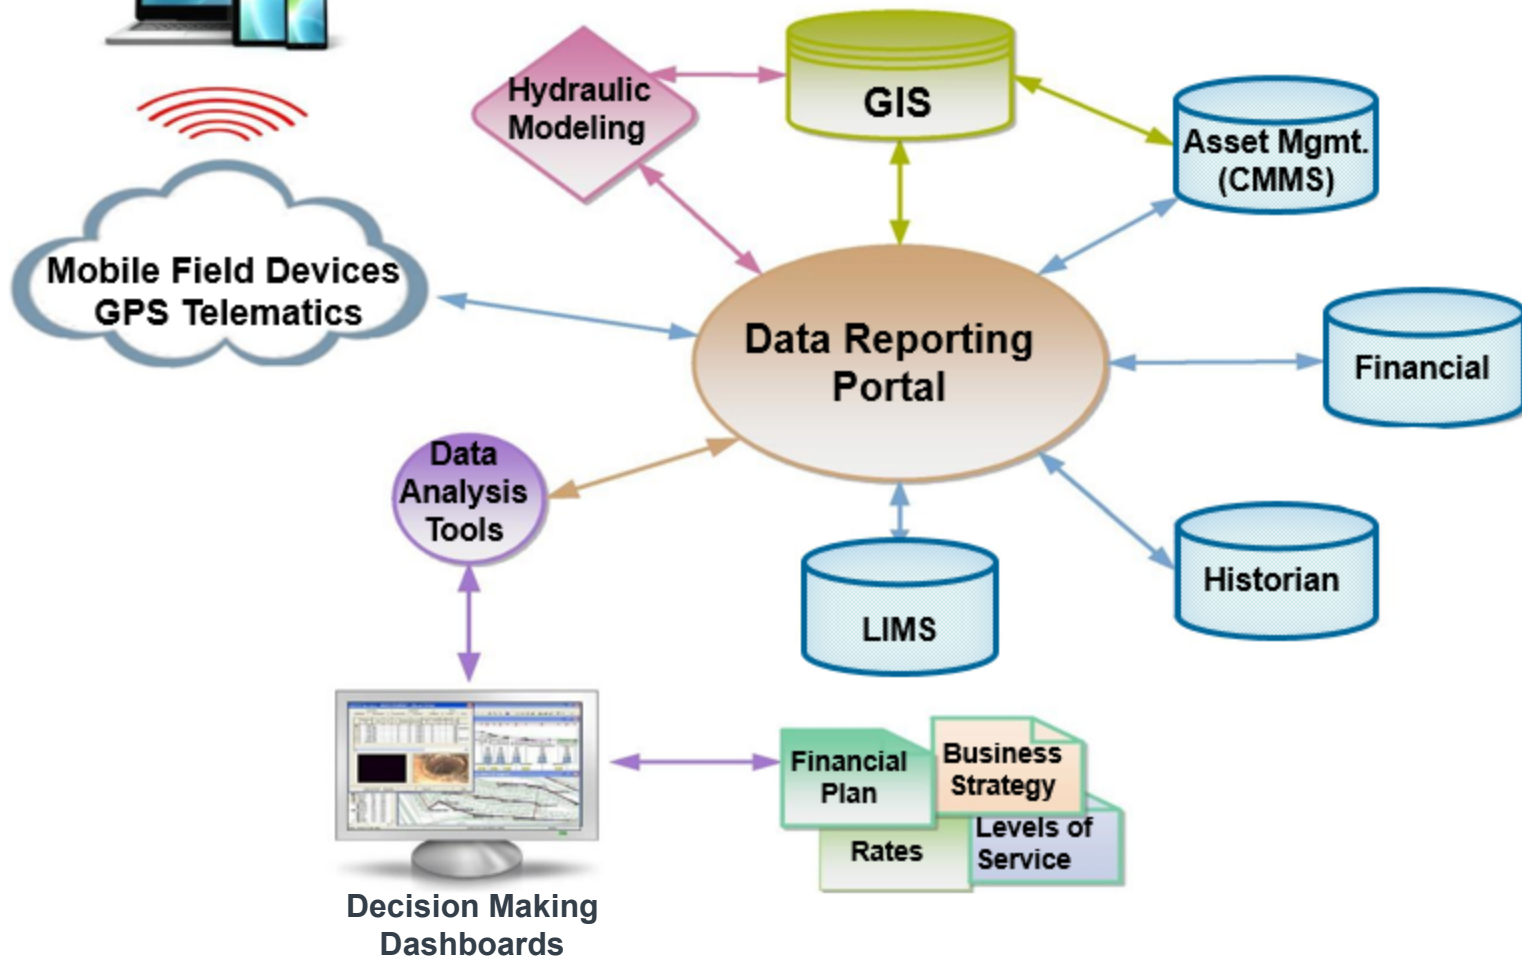 Hydraulic
Modeling
GIS
Asset Mgmt.
(CMMS)
Mobile Field Devices
GPS Telematics
Data Reporting
Portal
Financial
Data
Analysis
Tools
Historian
LIMS
Financial
Plan
Business
Strategy
Rates
Levels of
Service
Decision Making
Dashboards